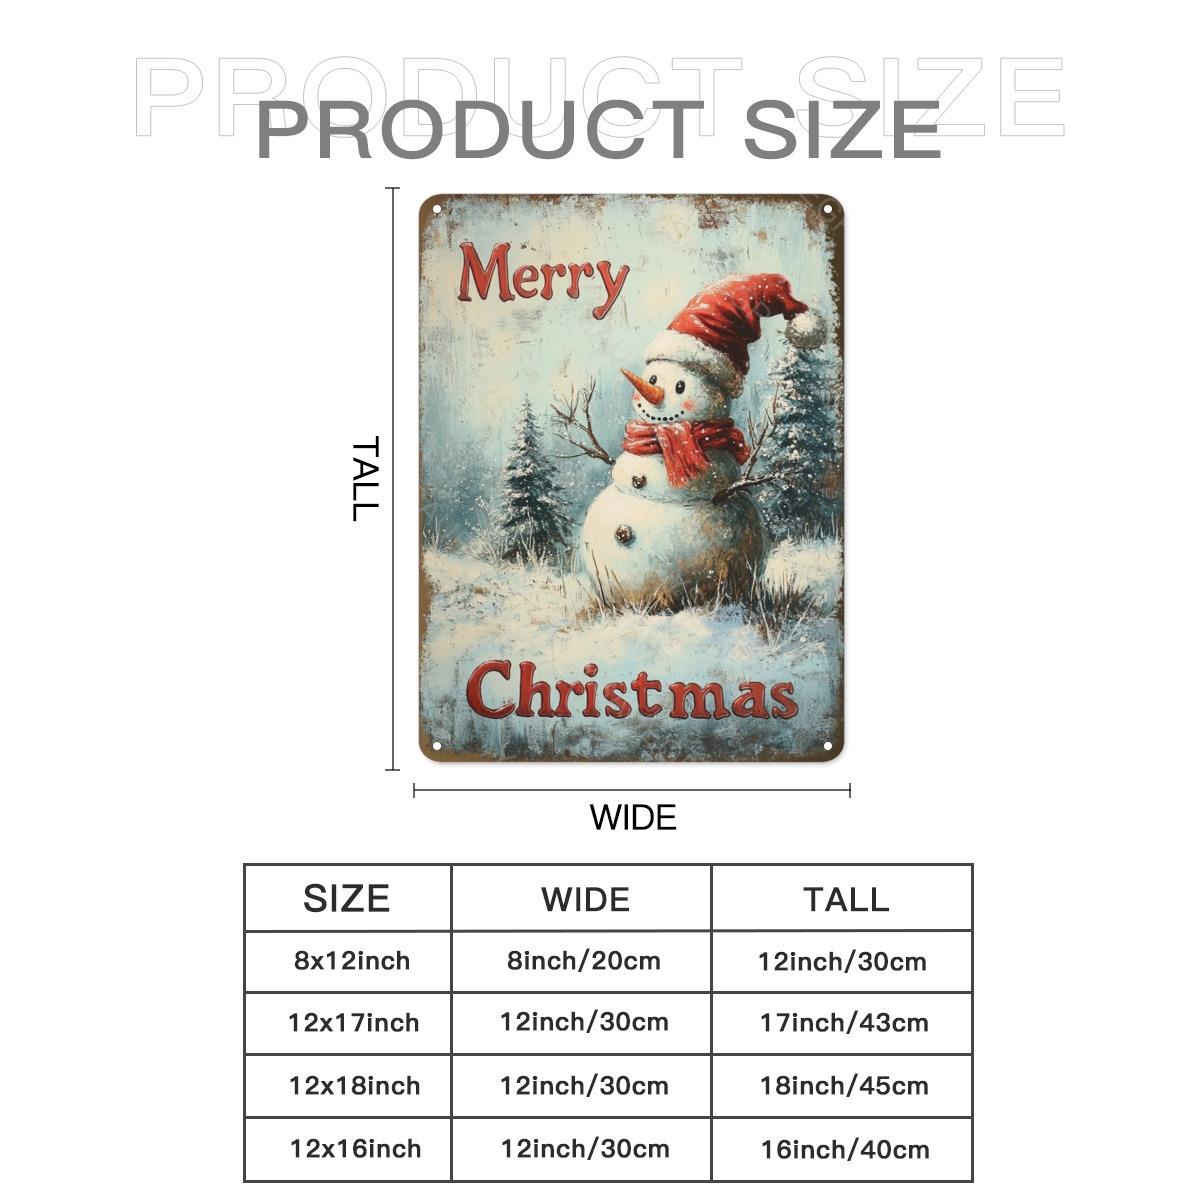 PRODUCT SIZE
PRODUCT SIZE
Merry
TALL
Christmas
WIDE
SIZE WIDE TALL
8x12inch 8inch/20cm 12inch/30cm
12x17inch 12inch/30cm 17inch/43cm
12x18inch 12inch/30cm 18inch/45cm
12x16inch 12inch/30cm 16inch/40cm